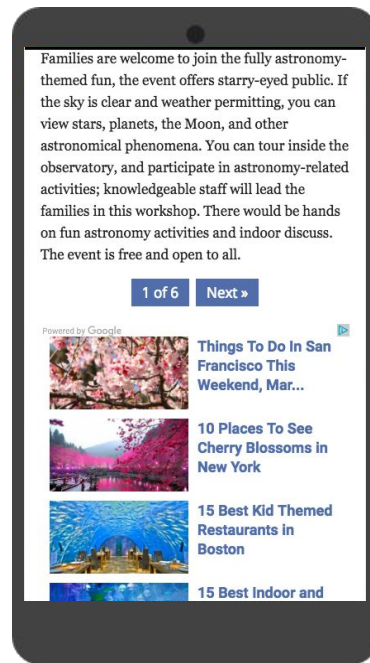 Families are welcome to join the fully astronomy-
themed fun, the event offers starry-eyed public. If
the sky is clear and weather permitting, you can
view stars, planets, the Moon, and other
astronomical phenomena. You can tour inside the
observatory, and participate in astronomy-related
activities; knowledgeable staff will lead the
families in this workshop. There would be hands
on fun astronomy activities and indoor discuss.
The event is free and open to all.
1 of 6 Next »
Powered by Google
Things To Do In San
Francisco This
Weekend, Mar...
10 Places To See
Cherry Blossoms in
New York
15 Best Kid Themed
Restaurants in
Boston
15 Best Indoor and